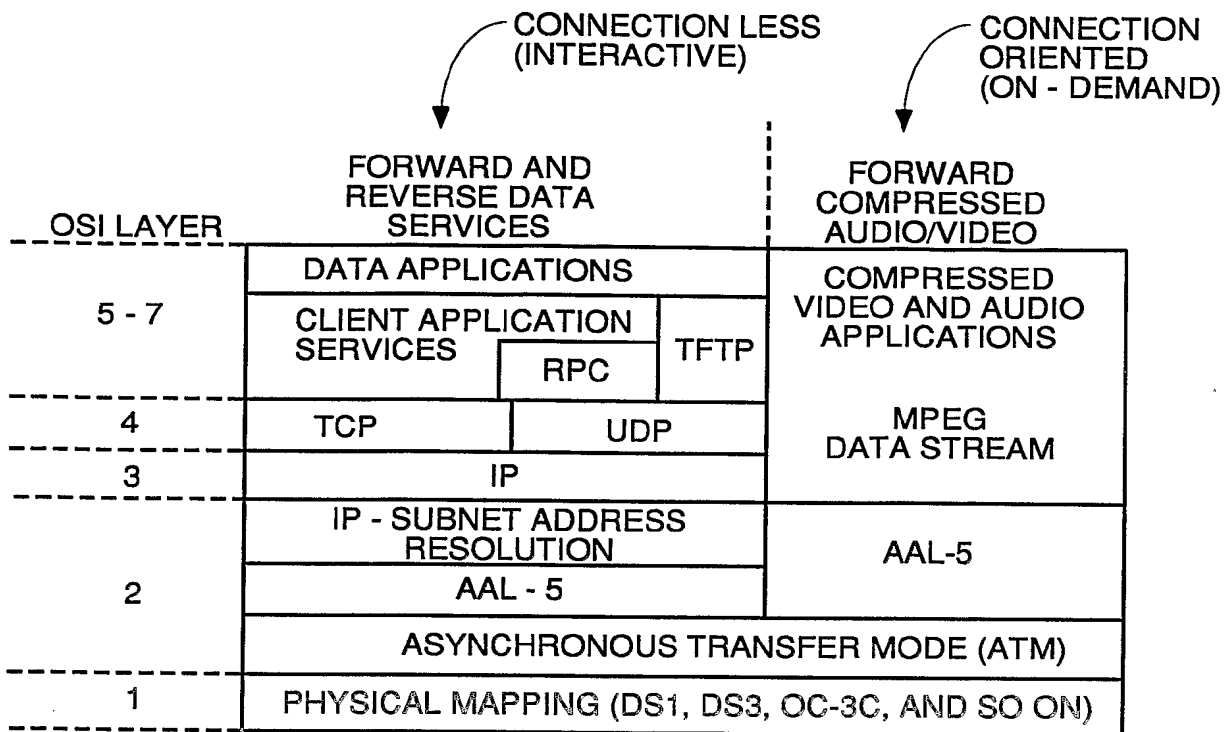 CONNECTION LESS
(INTERACTIVE)
CONNECTION
ORIENTED
(ON - DEMAND)
FORWARD AND
REVERSE DATA
SERVICES
FORWARD
COMPRESSED
AUDIO/VIDEO
OSI LAYER
DATA APPLICATIONS
COMPRESSED
VIDEO AND AUDIO
APPLICATIONS
5 - 7
CLIENT APPLICATION
SERVICES
RPC
TFTP
4
TCP
UDP
MPEG
DATA STREAM
3
IP
2
IP - SUBNET ADDRESS
RESOLUTION
AAL - 5
AAL-5
ASYNCHRONOUS TRANSFER MODE (ATM)
1
PHYSICAL MAPPING (DS1, DS3, OC-3C, AND SO ON)